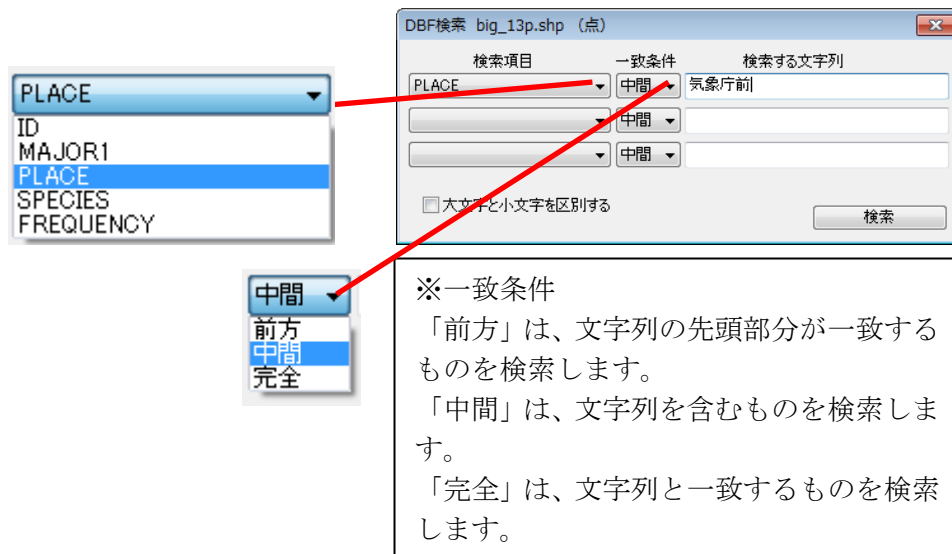 DBF検索 big_13p.shp （点）
検索項目 一致条件 検索する文字列
PLACE 中間 気象庁前
中間
中間
大文字と小文字を区別する
検索
PLACE
ID
MAJOR1
PLACE
SPECIES
FREQUENCY
中間
前方
中間
完全
※一致条件
「前方」は、文字列の先頭部分が一致する
ものを検索します。
「中間」は、文字列を含むものを検索しま
す。
「完全」は、文字列と一致するものを検索
します。